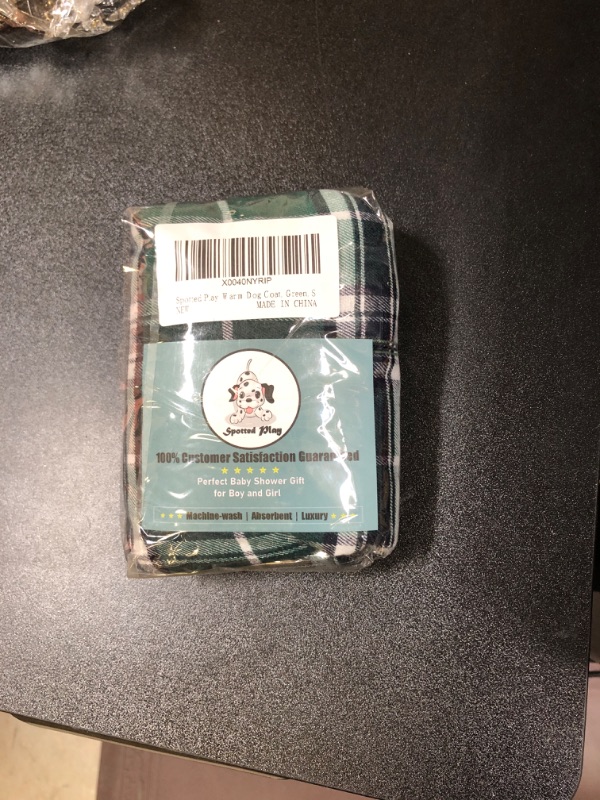 X0040NYRIP
Spotted Play Warm Dog Coat, Green, S
NEW
MADE IN CHINA
Spotted Play
100% Customer Satisfaction Guaranteed
Perfect Baby Shower Gift
for Boy and Girl
Machine-wash | Absorbent | Luxury